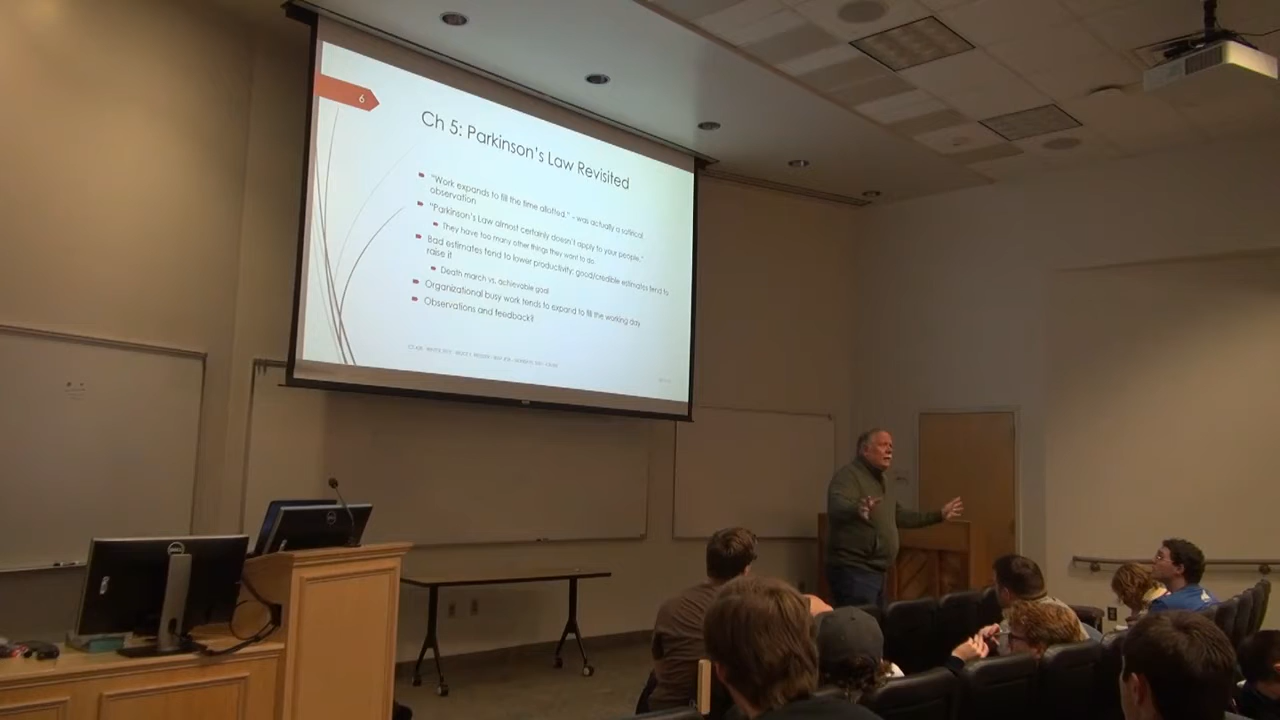 6
Ch 5: Parkinson's Law Revisited
"Work expands to fill the time allotted." - was actually a satirical
observation
"Parkinson's Law almost certainly doesn't apply to your people."
They have too many other things they want to do.
Bad estimates tend to lower productivity; good/credible estimates tend to
raise it
Death march vs. achievable goal
Organizational busy work tends to expand to fill the working day
Observations and feedback?
DELL
DELL